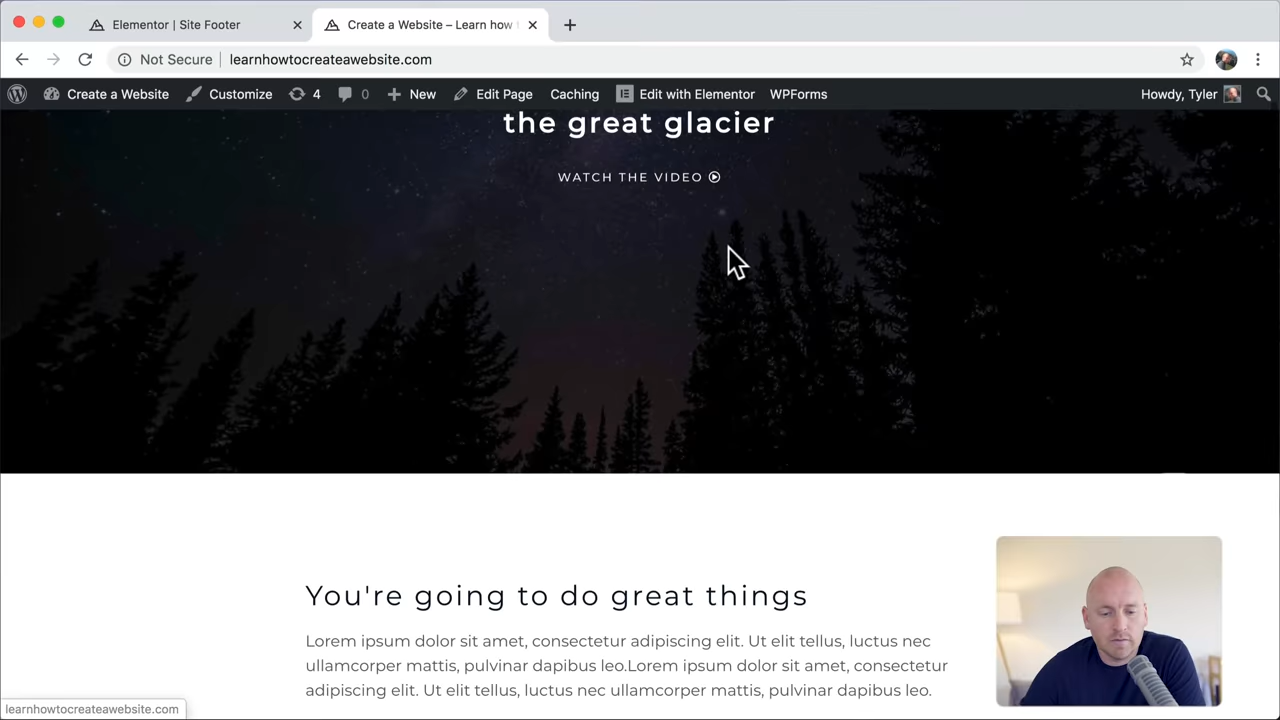 Elementor | Site Footer
Create a Website – Learn how
Not Secure | learnhowtocreateawebsite.com
Create a Website Customize 4 0 New Edit Page Caching Edit with Elementor WPForms Howdy, Tyler
the great glacier
WATCH THE VIDEO
You're going to do great things
Lorem ipsum dolor sit amet, consectetur adipiscing elit. Ut elit tellus, luctus nec
ullamcorper mattis, pulvinar dapibus leo.Lorem ipsum dolor sit amet, consectetur
adipiscing elit. Ut elit tellus, luctus nec ullamcorper mattis, pulvinar dapibus leo.
learnhowtocreateawebsite.com